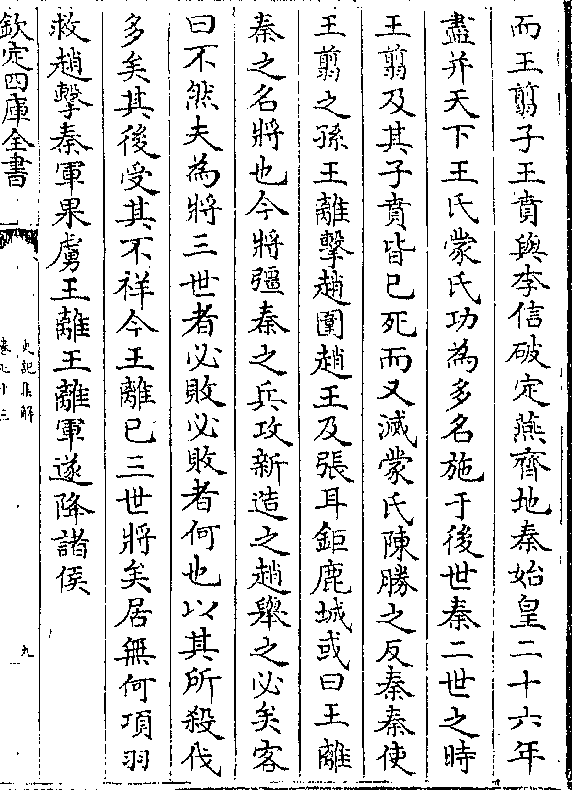 而王翦子王賁與李信破定燕齊地秦始皇二十六年
盡并天下王氏蒙氏功為多名施于後世秦二世之時
王翦及其子賁皆已死而又滅蒙氏陳勝之反秦秦使
王翦之孫王離擊趙圍趙王及張耳鉅鹿城或曰王離
秦之名將也今將彊秦之兵攻新造之趙舉之必矣客
曰不然夫為將三世者必敗必敗者何也以其所殺伐
多矣其後受其不祥今王離已三世將矣居無何項羽
救趙擊秦軍果虜王離王離軍遂降諸侯
欽定四庫全書
史記集解
卷七十三
九